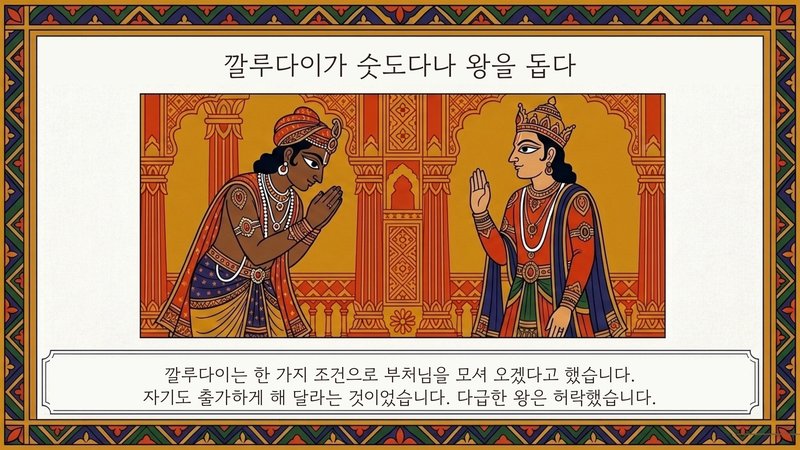 깔루다이가 숫도다나 왕을 돕다
깔루다이는 한 가지 조건으로 부처님을 모셔 오겠다고 했습니다.
자기도 출가하게 해 달라는 것이었습니다. 다급한 왕은 허락했습니다.